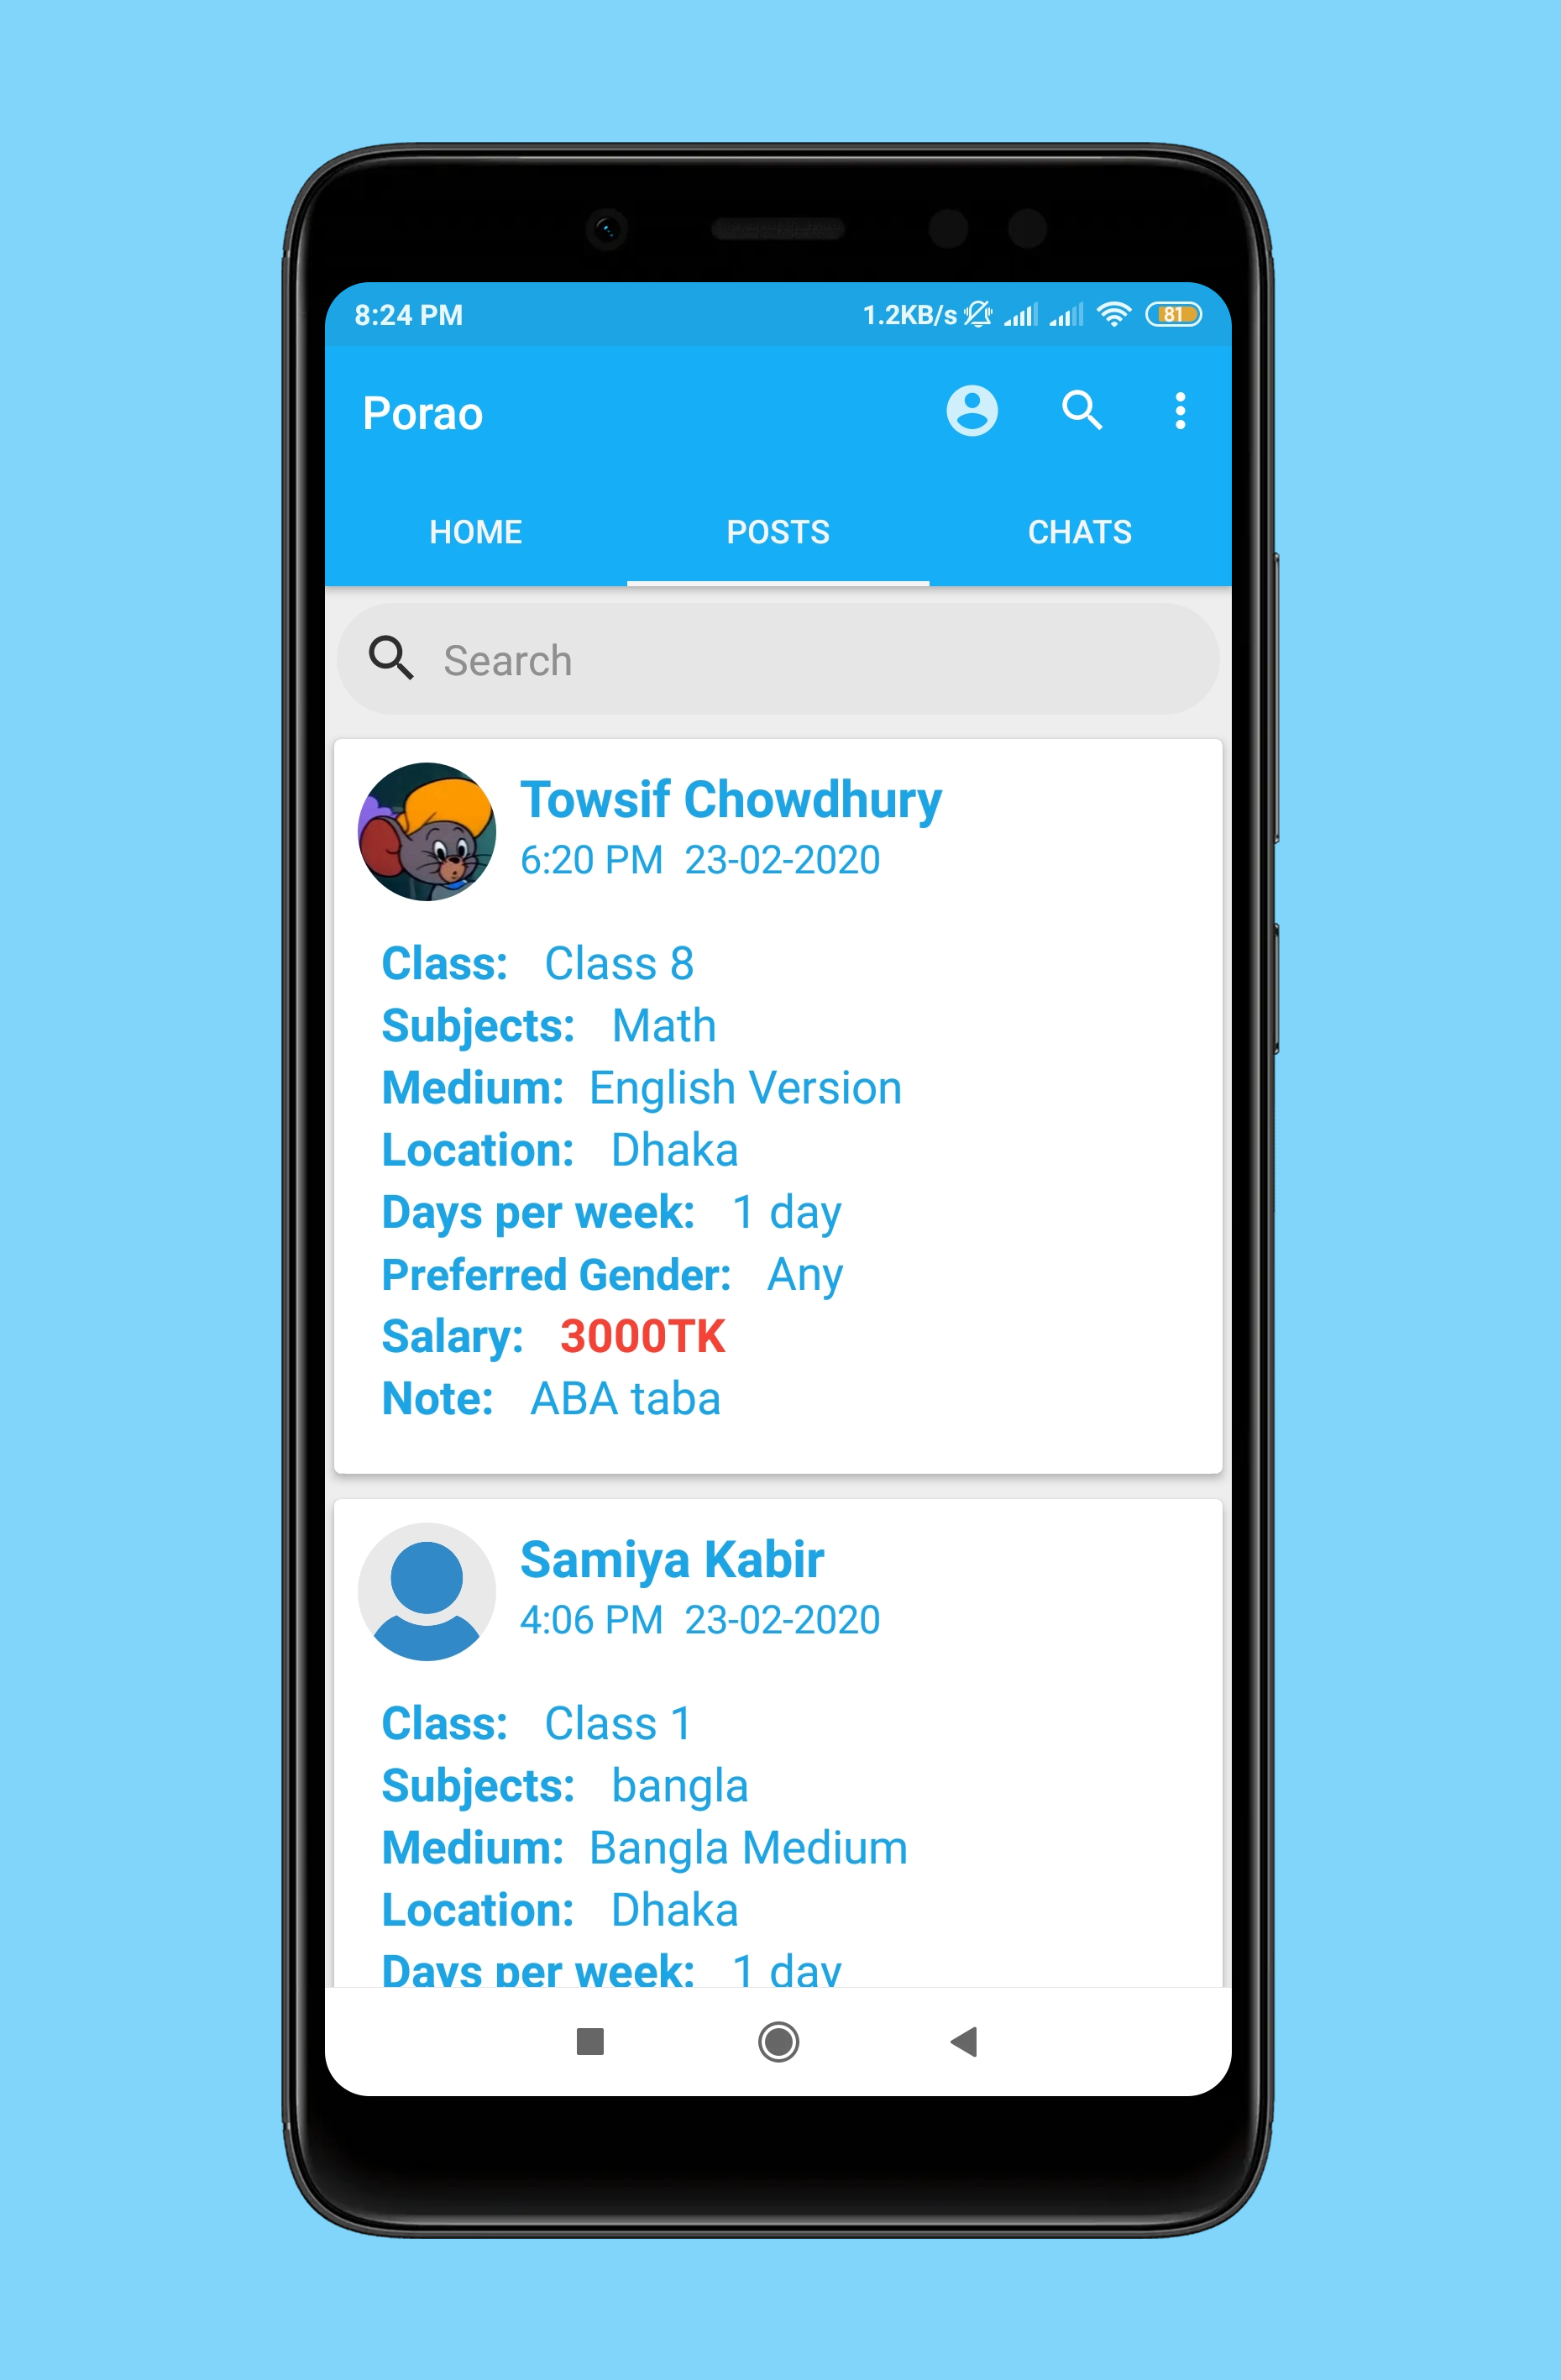 8:24 PM 1.2KB/s 81
Porao
HOME POSTS CHATS
Search
Towsif Chowdhury
6:20 PM 23-02-2020
Class: Class 8
Subjects: Math
Medium: English Version
Location: Dhaka
Days per week: 1 day
Preferred Gender: Any
Salary: 3000TK
Note: ABA taba
Samiya Kabir
4:06 PM 23-02-2020
Class: Class 1
Subjects: bangla
Medium: Bangla Medium
Location: Dhaka
Days per week: 1 day